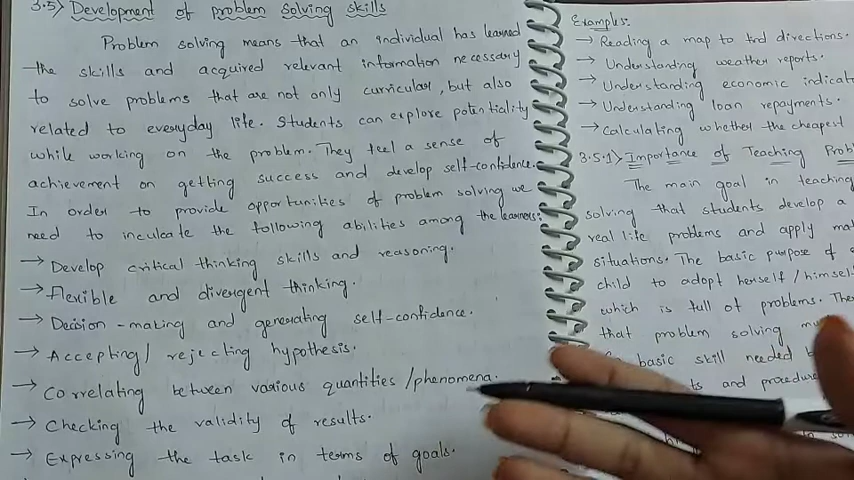 3.5) Development of problem solving skills
Problem solving means that an individual has learned
the skills and acquired relevant information necessary
to solve problems that are not only curricular, but also
related to everyday life. Students can explore potentiality
while working on the problem. They feel a sense of
achievement on getting success and develop self-confidence.
In order to provide opportunities of problem solving we
need to inculcate the following abilities among the learners:
→ Develop critical thinking skills and reasoning.
→ Flexible and divergent thinking.
→ Decision-making and generating self-confidence.
→ Accepting/ rejecting hypothesis.
→ Correlating between various quantities/phenomena.
→ Checking the validity of results.
→ Expressing the task in terms of goals.
Examples:
→ Reading a map to find directions.
→ Understanding weather reports.
→ Understanding economic
→ Understanding loan repayments.
→ Calculating whether the cheapest
3.5.1) Importance of Teaching
The main goal in teaching
solving that students develop a
real life problems and apply
situations. The basic purpose of
child to adopt herself/himself
which is full of problems.
that problem solving
basic skill needed
and